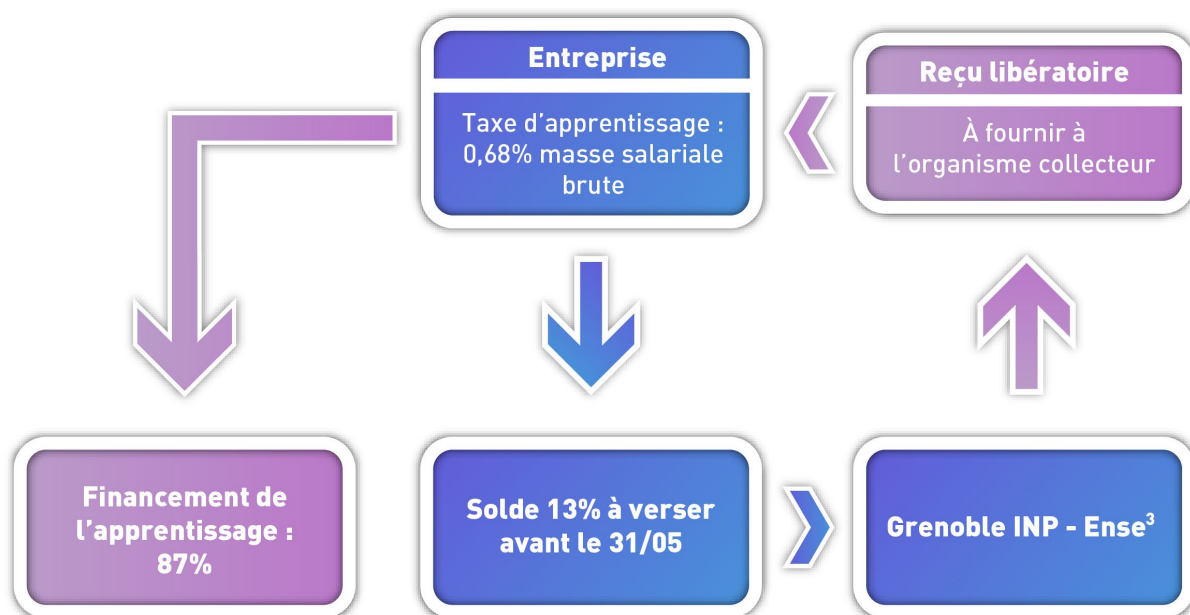 Entreprise
Taxe d’apprentissage :
0,68% masse salariale
brute
Reçu libératoire
À fournir à
l’organisme collecteur
Financement de
l’apprentissage :
87%
Solde 13% à verser
avant le 31/05
Grenoble INP - Ense³